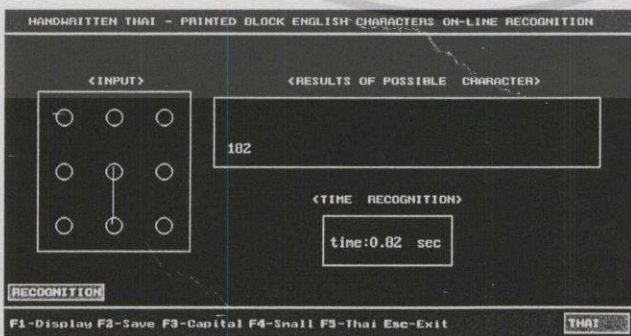 HANDWRITTEN THAI - PRINTED BLOCK ENGLISH CHARACTERS ON-LINE RECOGNITION
<INPUT>
<RESULTS OF POSSIBLE CHARACTER>
102
<TIME RECOGNITION>
time:0.82 sec
RECOGNITION
F1-Display F2-Save F3-Capital F4-Small F5-Thai Esc-Exit
THAI